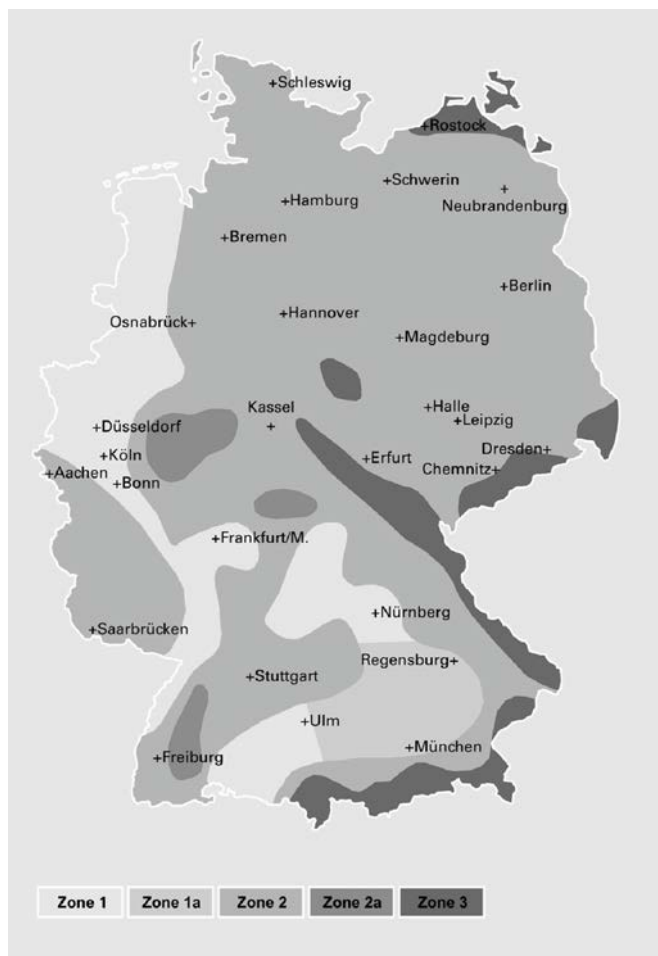 +Schleswig
+Rostock
+Schwerin
+
Neubrandenburg
+Hamburg
+Bremen
+Berlin
Osnabrück+
+Hannover
+Magdeburg
Kassel
+
+Halle
+Leipzig
+Düsseldorf
+Köln
+Aachen
+Bonn
+Erfurt
Dresden+
Chemnitz+
+Frankfurt/M.
+Nürnberg
+Saarbrücken
Regensburg+
+Stuttgart
+Ulm
+München
+Freiburg
Zone 1 Zone 1a Zone 2 Zone 2a Zone 3